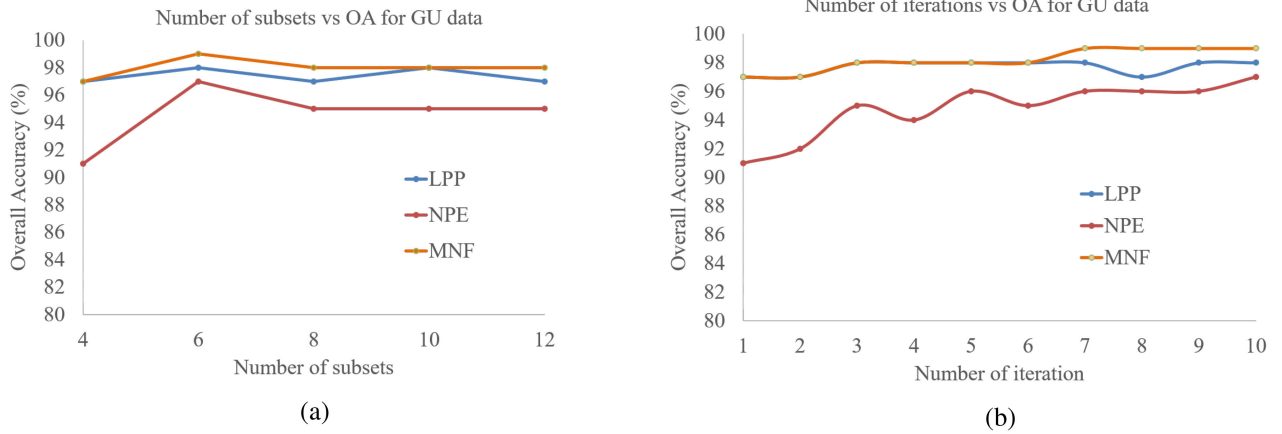 Number of subsets vs OA for GU data
Overall Accuracy (%)
100
98
96
94
92
90
88
86
84
82
80
4 6 8 10 12
Number of subsets
LPP
NPE
MNF
(a)
Number of iterations vs OA for GU data
Overall Accuracy (%)
100
98
96
94
92
90
88
86
84
82
80
1 2 3 4 5 6 7 8 9 10
Number of iteration
LPP
NPE
MNF
(b)